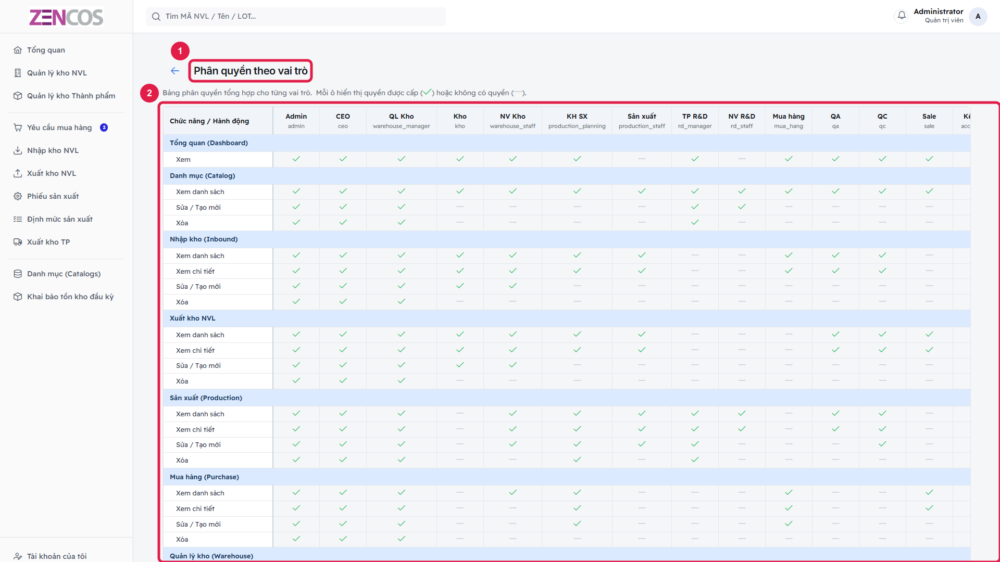 ZENCOS
Tìm MÃ NVL / Tên / LOT...
Administrator
Quản trị viên
A
Tổng quan
Quản lý kho NVL
Quản lý kho Thành phẩm
Yêu cầu mua hàng 2
Nhập kho NVL
Xuất kho NVL
Phiếu sản xuất
Định mức sản xuất
Xuất kho TP
Danh mục (Catalogs)
Khai báo tồn kho đầu kỳ
Tài khoản của tôi
1
Phân quyền theo vai trò
2
Bảng phân quyền tổng hợp cho từng vai trò. Mỗi ô hiển thị quyền được cấp (✓) hoặc không có quyền (—).
Chức năng / Hành động
Admin CEO QL Kho Kho NV Kho KH SX Sản xuất TP R&D NV R&D Mua hàng QA QC Sale
admin ceo warehouse_manager kho warehouse_staff production_planning production_staff rd_manager rd_staff mua_hang qa qc sale
Tổng quan (Dashboard)
Xem ✓ ✓ ✓ ✓ ✓ ✓ — ✓ — ✓ ✓ ✓ ✓
Danh mục (Catalog)
Xem danh sách ✓ ✓ ✓ ✓ ✓ ✓ ✓ ✓ ✓ ✓ ✓ ✓ ✓
Sửa / Tạo mới ✓ ✓ ✓ — — — — ✓ ✓ — — — —
Xóa ✓ ✓ ✓ — — — — ✓ — — — — —
Nhập kho (Inbound)
Xem danh sách ✓ ✓ ✓ ✓ ✓ ✓ ✓ — — ✓ ✓ ✓ —
Xem chi tiết ✓ ✓ ✓ ✓ ✓ ✓ ✓ — — ✓ ✓ ✓ —
Sửa / Tạo mới ✓ ✓ ✓ ✓ ✓ — — — — — — — —
Xóa ✓ ✓ ✓ — — — — — — — — — —
Xuất kho NVL
Xem danh sách ✓ ✓ ✓ ✓ ✓ ✓ ✓ — — — ✓ ✓ ✓
Xem chi tiết ✓ ✓ ✓ ✓ ✓ ✓ ✓ — — — ✓ ✓ ✓
Sửa / Tạo mới ✓ ✓ ✓ ✓ ✓ — — — — — — — —
Xóa ✓ ✓ ✓ — — — — — — — — — —
Sản xuất (Production)
Xem danh sách ✓ ✓ ✓ — ✓ ✓ ✓ ✓ ✓ — ✓ ✓ —
Xem chi tiết ✓ ✓ ✓ — ✓ ✓ ✓ ✓ ✓ — ✓ ✓ —
Sửa / Tạo mới ✓ ✓ ✓ — ✓ ✓ ✓ ✓ — — — ✓ —
Xóa ✓ ✓ ✓ — — ✓ — ✓ — — — — —
Mua hàng (Purchase)
Xem danh sách ✓ ✓ ✓ — ✓ ✓ — — — ✓ — — ✓
Xem chi tiết ✓ ✓ ✓ — — ✓ — — — ✓ — — ✓
Sửa / Tạo mới ✓ ✓ ✓ — — ✓ — — — ✓ — — —
Xóa ✓ ✓ ✓ — — — — — — — — — —
Quản lý kho (Warehouse)